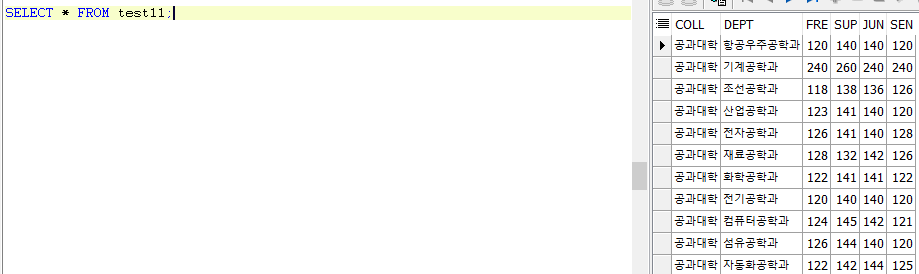 SELECT * FROM test11;
COLL DEPT FRE SUP JUN SEN
공과대학 항공우주공학과 120 140 140 120
공과대학 기계공학과 240 260 240 240
공과대학 조선공학과 118 138 136 126
공과대학 산업공학과 123 141 140 120
공과대학 전자공학과 126 141 140 128
공과대학 재료공학과 128 132 142 126
공과대학 화학공학과 122 141 141 122
공과대학 전기공학과 120 140 140 120
공과대학 컴퓨터공학과 124 145 142 121
공과대학 섬유공학과 126 144 140 120
공과대학 자동화공학과 122 142 144 125